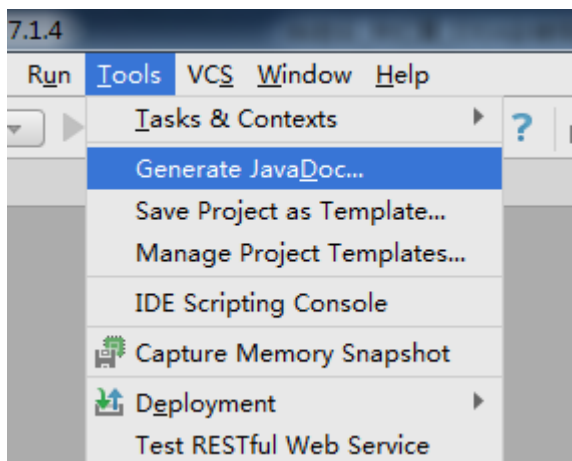 7.1.4
Run Tools VCS Window Help
Tasks & Contexts
?
Generate JavaDoc...
Save Project as Template...
Manage Project Templates...
IDE Scripting Console
Capture Memory Snapshot
Deployment
Test RESTful Web Service